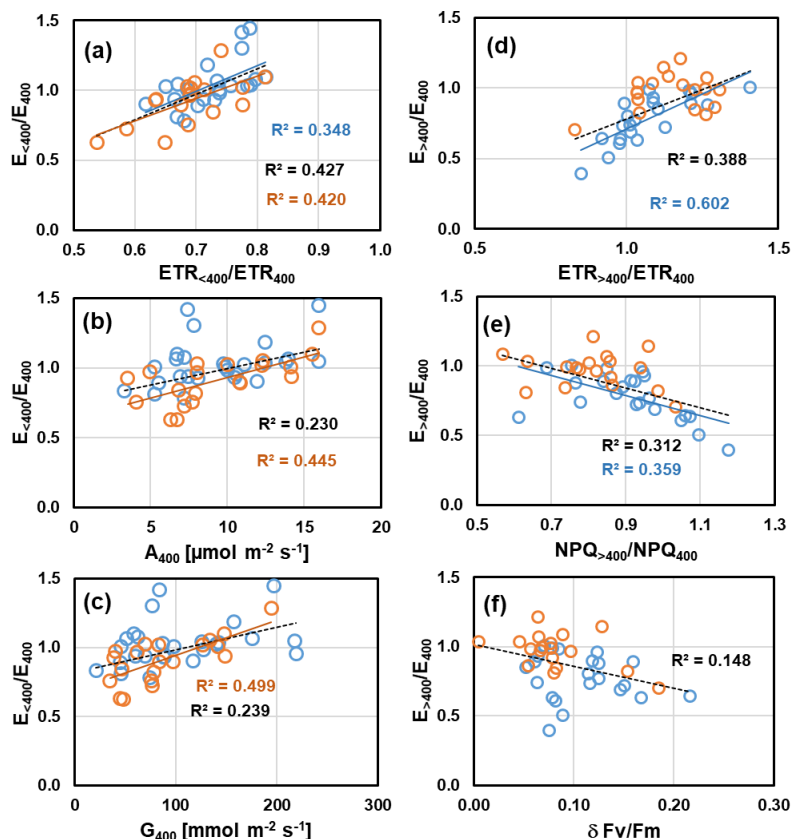 (a)
E<400/E400
1.5
1.0
0.5
0.0
R² = 0.348
R² = 0.427
R² = 0.420
0.5 0.6 0.7 0.8 0.9 1.0
ETR<400/ETR400
(d)
E>400/E400
1.5
1.0
0.5
0.0
R² = 0.388
R² = 0.602
0.5 1.0 1.5
ETR>400/ETR400
(b)
E<400/E400
1.5
1.0
0.5
0.0
R² = 0.230
R² = 0.445
0 5 10 15 20
A400 [µmol m-2 s-1]
(e)
E>400/E400
1.5
1.0
0.5
0.0
R² = 0.312
R² = 0.359
0.5 0.7 0.9 1.1 1.3
NPQ>400/NPQ400
(c)
E<400/E400
1.5
1.0
0.5
0.0
R² = 0.499
R² = 0.239
0 100 200 300
G400 [mmol m-2 s-1]
(f)
E>400/E400
1.5
1.0
0.5
0.0
R² = 0.148
0.00 0.10 0.20 0.30
δ Fv/Fm